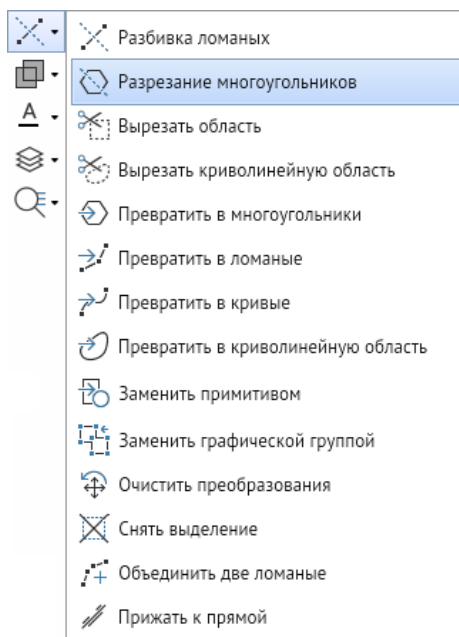 Разбивка ломаных
Разрезание многоугольников
A
Вырезать область
Вырезать криволинейную область
Превратить в многоугольники
Превратить в ломаные
Превратить в кривые
Превратить в криволинейную область
Заменить примитивом
Заменить графической группой
Очистить преобразования
Снять выделение
Объединить две ломаные
Прижать к прямой